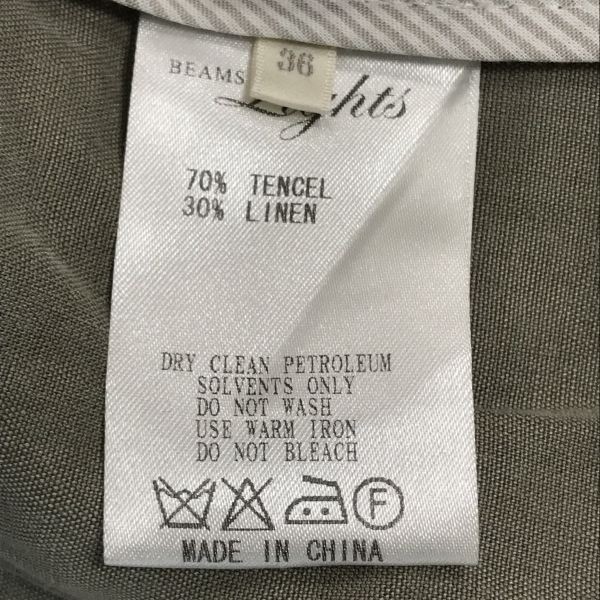 36
BEAMS
70% TENCEL
30% LINEN
DRY CLEAN PETROLEUM
SOLVENTS ONLY
DO NOT WASH
USE WARM IRON
DO NOT BLEACH
F
MADE IN CHINA